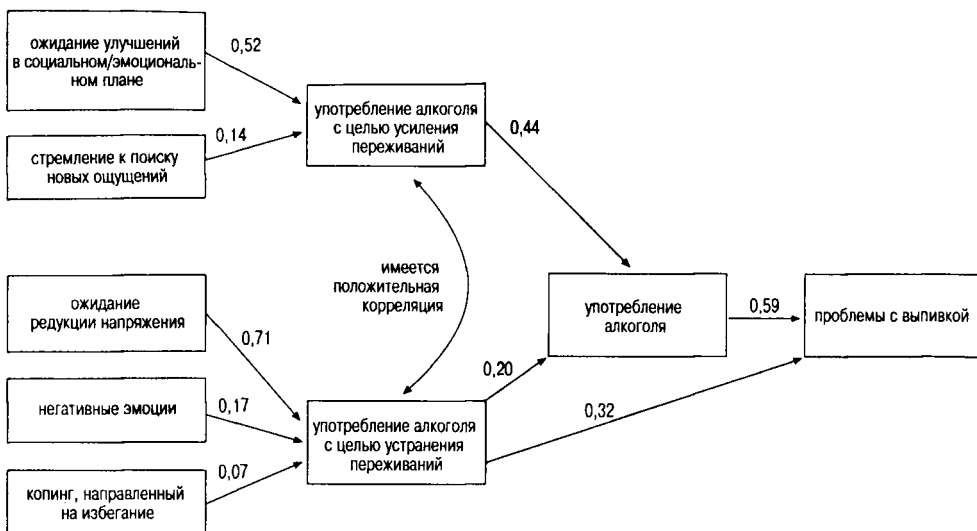 ожидание улучшений
в социальном/эмоциональ-
ном плане
0,52
стремление к поиску
новых ощущений
0,14
употребление алкоголя
с целью усиления
переживаний
0,44
имеется
положительная
корреляция
ожидание
редукции напряжения
0,71
негативные эмоции
0,17
копинг, направленный
на избегание
0,07
употребление алкоголя
с целью устранения
переживаний
0,20
0,32
употребление
алкоголя
0,59
проблемы с выпивкой